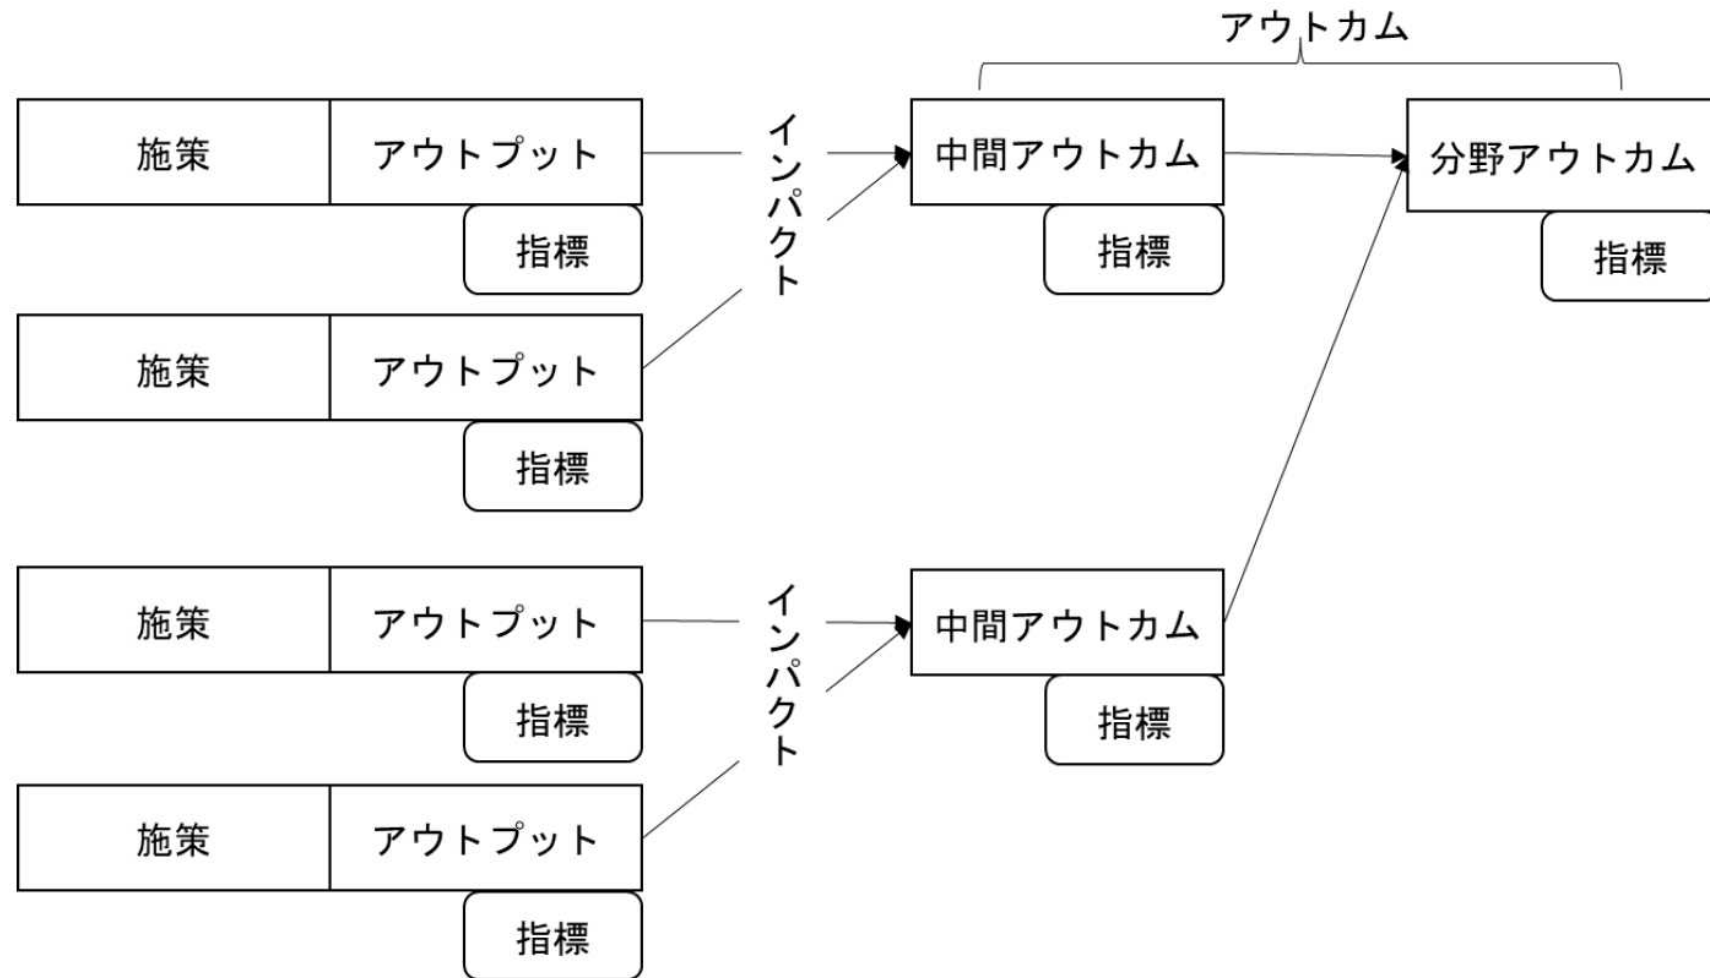 アウトカム
施策
アウトプット
インパクト
中間アウトカム
分野アウトカム
指標
指標
指標
施策
アウトプット
指標
施策
アウトプット
インパクト
中間アウトカム
指標
指標
施策
アウトプット
指標